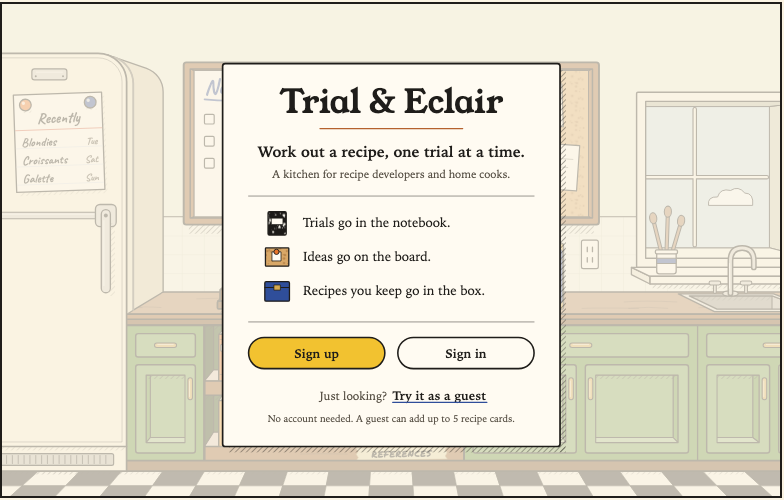 Trial & Eclair
Work out a recipe, one trial at a time.
A kitchen for recipe developers and home cooks.
Trials go in the notebook.
Ideas go on the board.
Recipes you keep go in the box.
Sign up
Sign in
Just looking? Try it as a guest
No account needed. A guest can add up to 5 recipe cards.
Recently
Blondies Tue
Croissants Sat
Galette Sun
REFERENCES